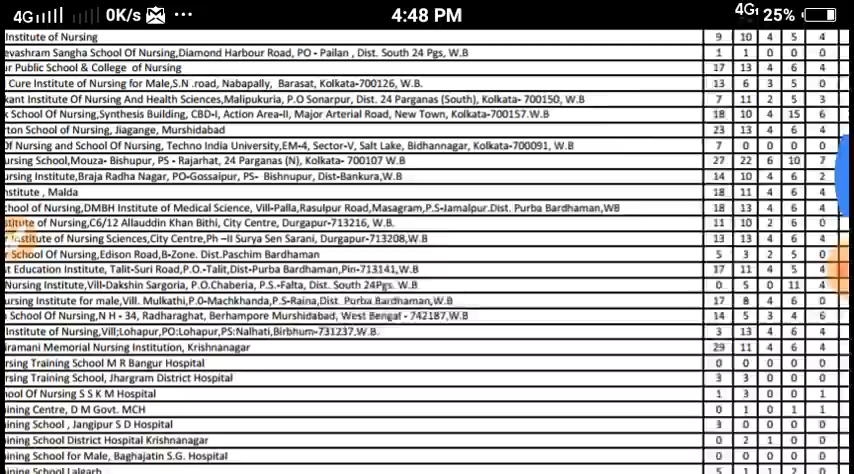 4G 0K/s 4:48 PM 4G 25%
Institute of Nursing 9 10 4 5 4
evashram Sangha School Of Nursing,Diamond Harbour Road, PO - Pailan , Dist. South 24 Pgs, W.B 1 1 0 0 0
ur Public School & College of Nursing 17 13 4 6 4
Cure Institute of Nursing for Male,S.N .road, Nabapally, Barasat, Kolkata-700126, W.B. 13 6 3 5 0
kant Institute Of Nursing And Health Sciences,Malipukuria, P.O Sonarpur, Dist. 24 Parganas (South), Kolkata- 700150, W.B 7 11 2 5 3
k School Of Nursing,Synthesis Building, CBD-I, Action Area-II, Major Arterial Road, New Town, Kolkata-700157.W.B 18 10 4 15 6
rton School of Nursing, Jiagange, Murshidabad 23 13 4 6 4
Of Nursing and School Of Nursing, Techno India University,EM-4, Sector-V, Salt Lake, Bidhannagar, Kolkata-700091, W.B 7 0 0 0 0
ursing School,Mouza- Bishupur, PS - Rajarhat, 24 Parganas (N), Kolkata- 700107 W.B 27 22 6 10 7
ursing Institute,Braja Radha Nagar, PO-Gossaipur, PS- Bishnupur, Dist-Bankura,W.B 14 10 4 6 2
nstitute , Malda 18 11 4 6 4
chool of Nursing,DMBH Institute of Medical Science, Vill-Palla,Rasulpur Road,Masagram,P.S-Jamalpur.Dist. Purba Bardhaman,WB 18 13 4 6 4
stitute of Nursing,C6/12 Allauddin Khan Bithi, City Centre, Durgapur-713216, W.B. 11 10 2 6 0
Institute of Nursing Sciences,City Centre,Ph -II Surya Sen Sarani, Durgapur-713208,W.B 13 13 4 6 4
r School Of Nursing,Edison Road,B-Zone. Dist.Paschim Bardhaman 5 3 2 5 0
t Education Institute, Talit-Suri Road,P.O.-Talit,Dist-Purba Bardhaman,Pin-713141,W.B 17 11 4 5 4
Nursing Institute,Vill-Dakshin Sargoria, P.O.Choberia, P.S.-Falta, Dist. South 24Pgs. W.B 0 5 0 11 4
ursing Institute for male,Vill. Mulkathi,P.O-Machkhanda,P.S-Raina,Dist. Purba Bardhaman,W.B 17 8 4 6 0
School Of Nursing,N H - 34, Radharaghat, Berhampore Murshidabad, West Bengal - 742187,W.B 14 5 3 4 6
Institute of Nursing,Vill;Lohapur,PO:Lohapur,PS:Nalhati,Birbhum-731237,W.B. 3 13 4 6 4
iramani Memorial Nursing Institution, Krishnanagar 29 11 4 6 4
rsing Training School M R Bangur Hospital 0 0 0 0 0
rsing Training School, Jhargram District Hospital 3 3 0 0 0
hool Of Nursing S S K M Hospital 1 3 0 0 1
ining Centre, D M Govt. MCH 0 1 0 1 1
ining School , Jangipur S D Hospital 3 0 0 0 0
ining School District Hospital Krishnanagar 0 2 1 0 0
ining School for Male, Baghajatin S.G. Hospital 0 0 0 0 0
ining School Lalgarh 5 1 1 2 0